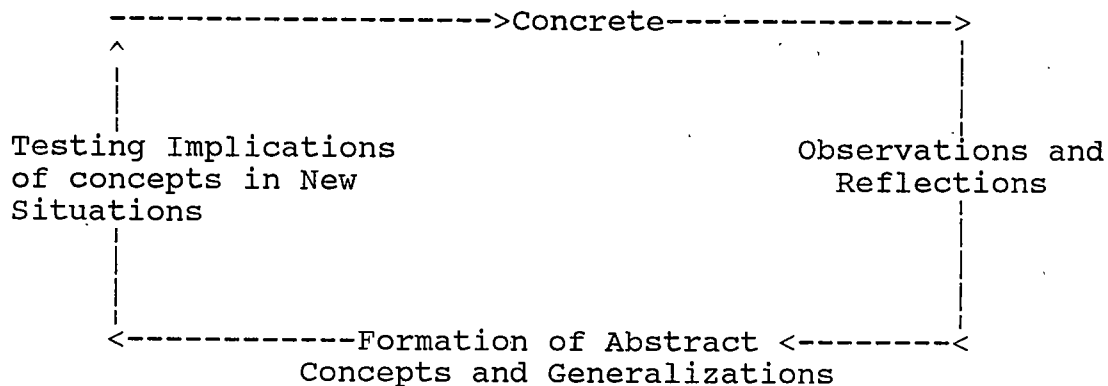 Concrete
Testing Implications
of concepts in New
Situations
Observations and
Reflections
Formation of Abstract
Concepts and Generalizations